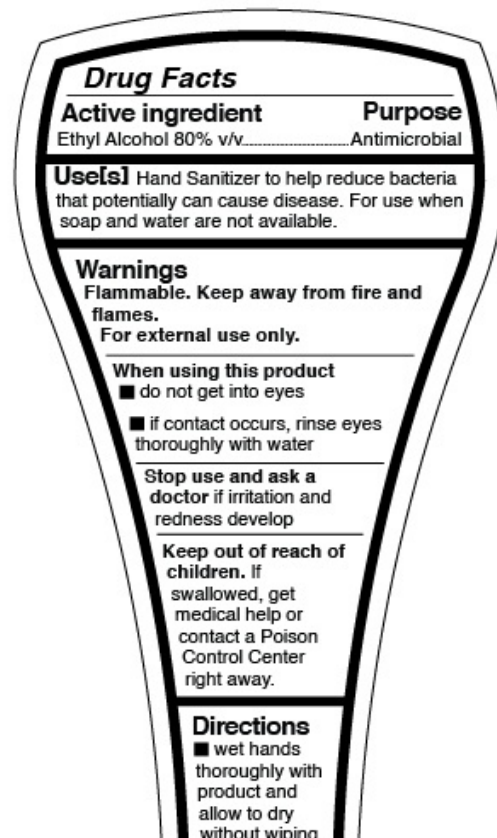 Drug Facts
Active ingredient Purpose
Ethyl Alcohol 80% v/v..............................Antimicrobial
Use[s] Hand Sanitizer to help reduce bacteria
that potentially can cause disease. For use when
soap and water are not available.
Warnings
Flammable. Keep away from fire and
flames.
For external use only.
When using this product
■ do not get into eyes
■ if contact occurs, rinse eyes
thoroughly with water
Stop use and ask a
doctor if irritation and
redness develop
Keep out of reach of
children. If
swallowed, get
medical help or
contact a Poison
Control Center
right away.
Directions
■ wet hands
thoroughly with
product and
allow to dry
without wiping